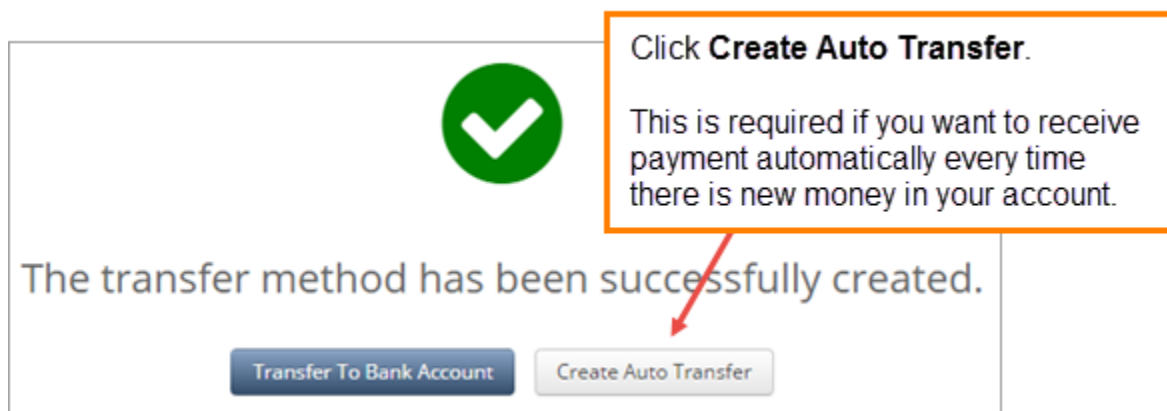 Click Create Auto Transfer.
This is required if you want to receive
payment automatically every time
there is new money in your account.
The transfer method has been successfully created.
Transfer To Bank Account
Create Auto Transfer